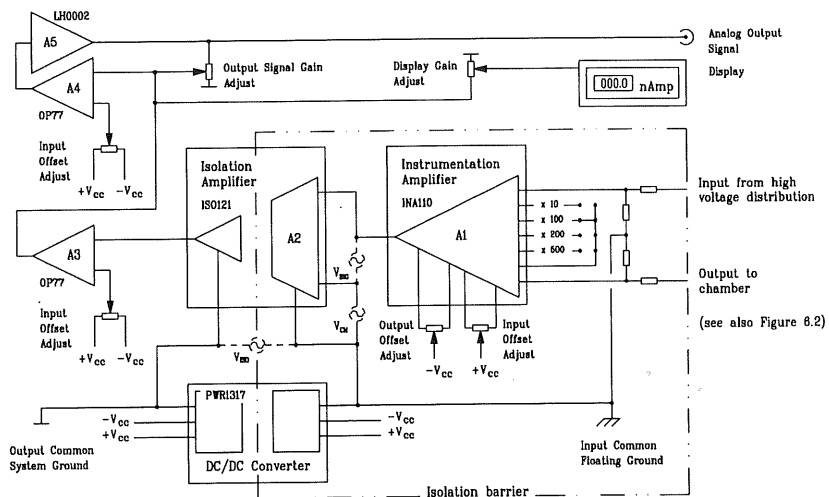 LH0002
A5
Analog Output
Signal
A4
Output Signal Gain
Adjust
Display Gain
Adjust
Display
000.0 nAmp
OP77
Input
Offset
Adjust
+Vcc -Vcc
Isolation
Amplifier
ISO121
Instrumentation
Amplifier
INA110
Input from high
voltage distribution
x 10
x 100
x 200
x 500
A2
A1
A3
OP77
Output to
chamber
(see also Figure 6.2)
Input
Offset
Adjust
+Vcc -Vcc
Output
Offset
Adjust
Input
Offset
Adjust
-Vcc +Vcc
PWR1317
-Vcc
+Vcc
-Vcc
+Vcc
DC/DC Converter
Output Common
System Ground
Input Common
Floating Ground
Isolation barrier